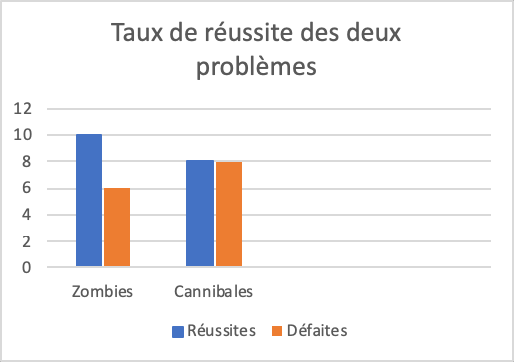 Taux de réussite des deux
problèmes
12
10
8
6
4
2
0
Zombies Cannibales
Réussites Défaites